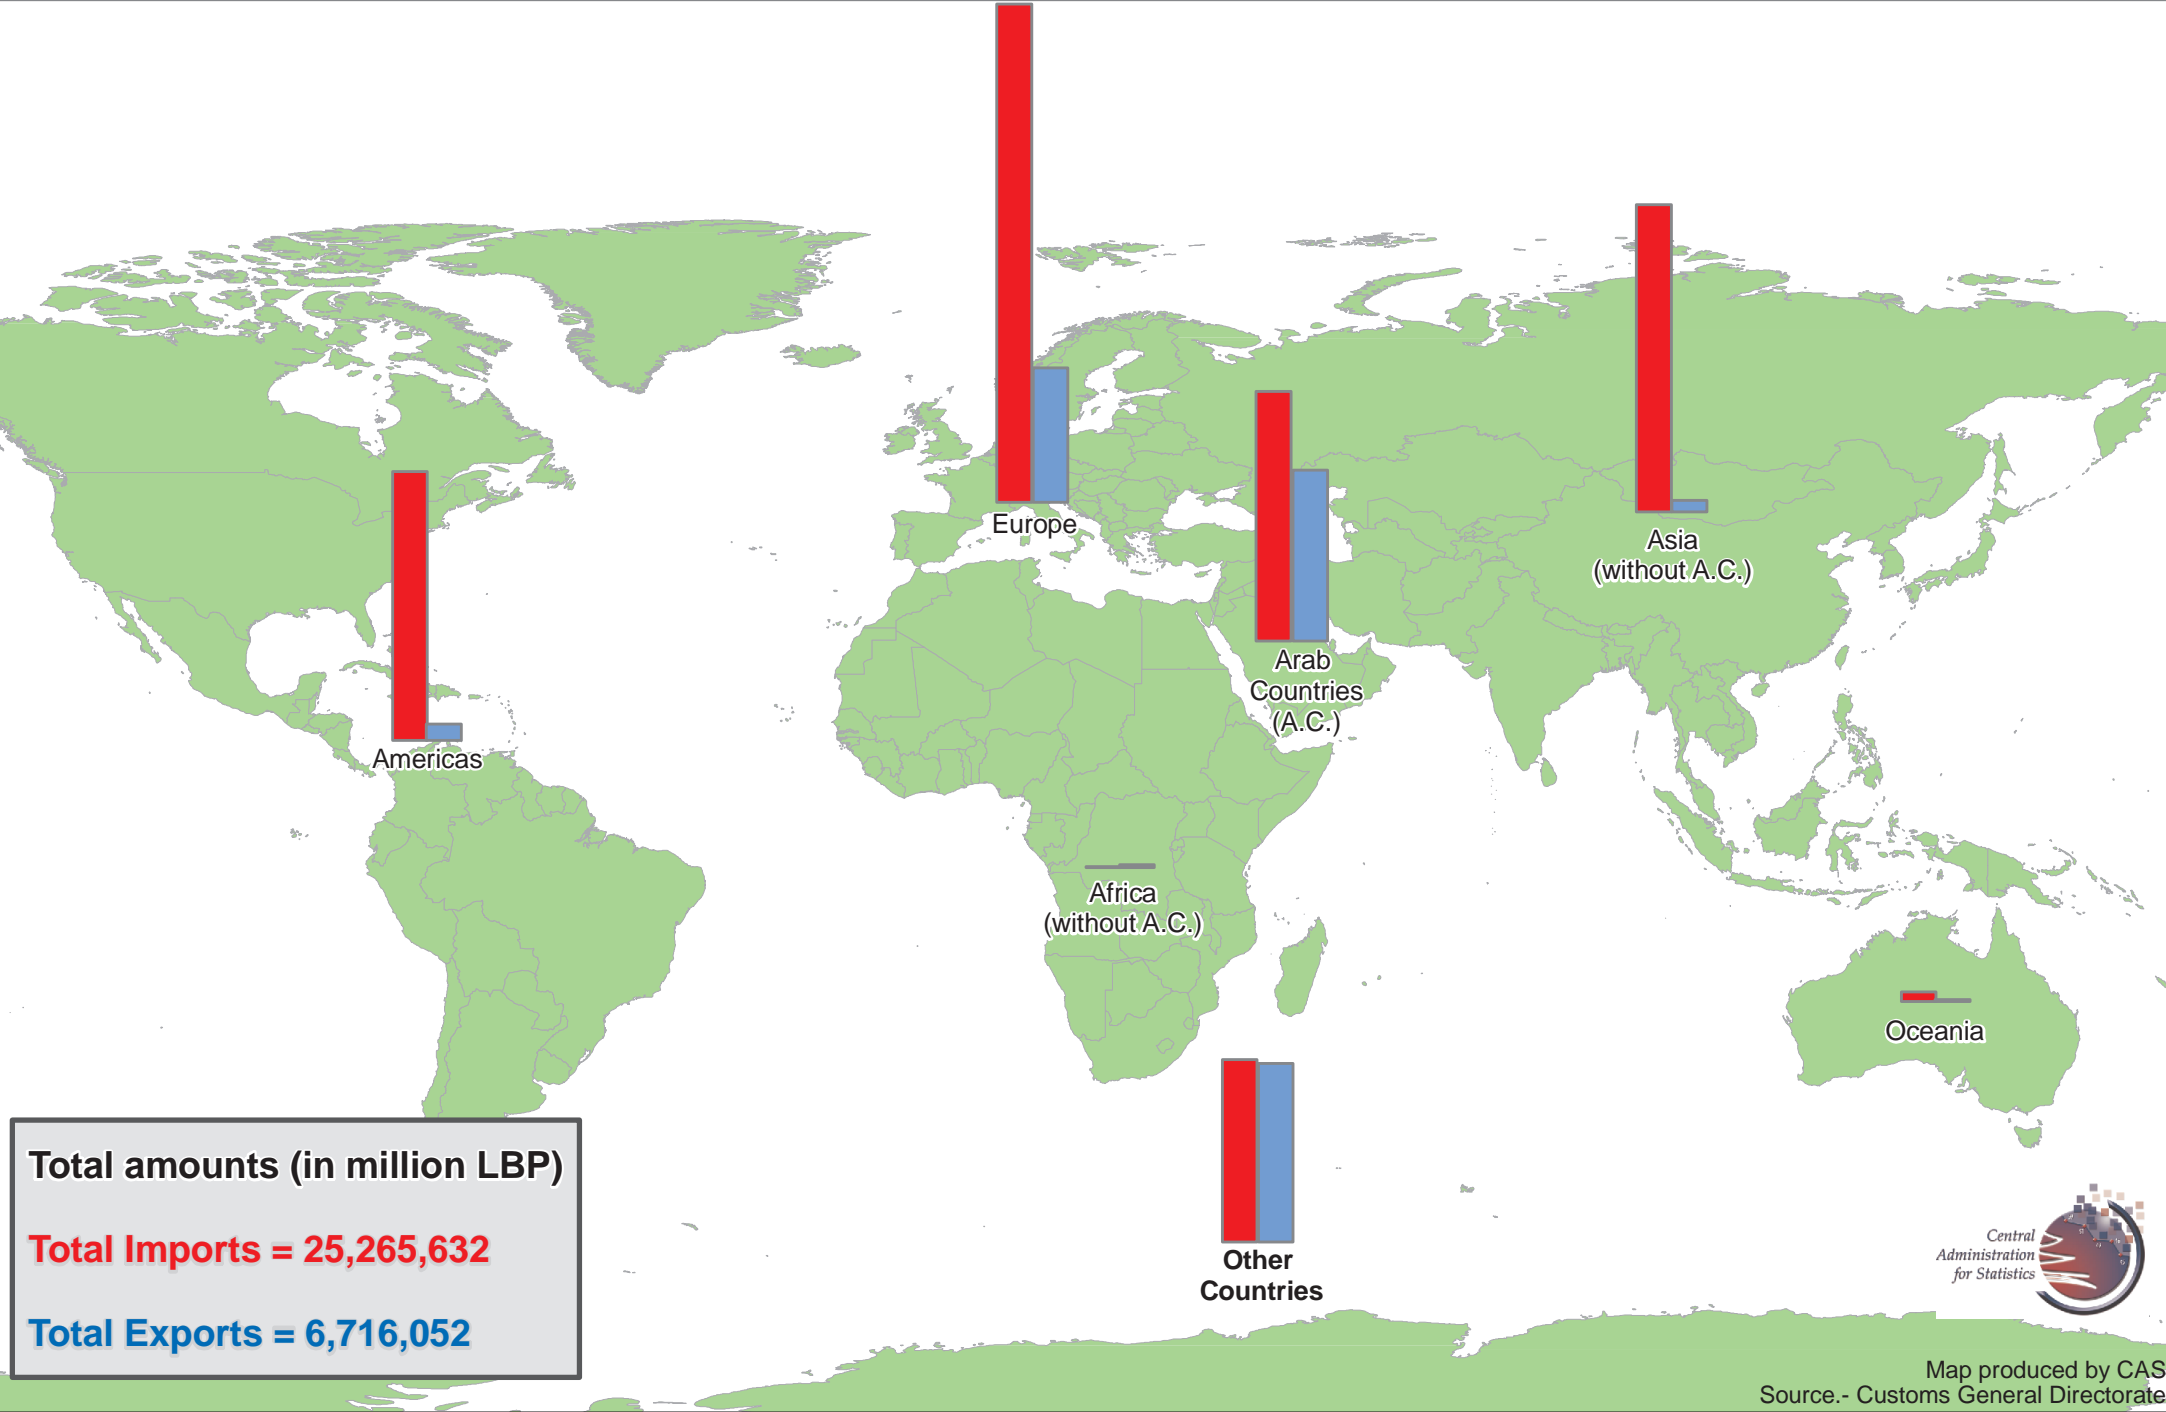 Europe
Asia
(without A.C.)
Arab
Countries
(A.C.)
Americas
Africa
(without A.C.)
Oceania
Other
Countries
Total amounts (in million LBP)
Total Imports = 25,265,632
Total Exports = 6,716,052
Central
Administration
for Statistics
Map produced by CAS
Source.- Customs General Directorate